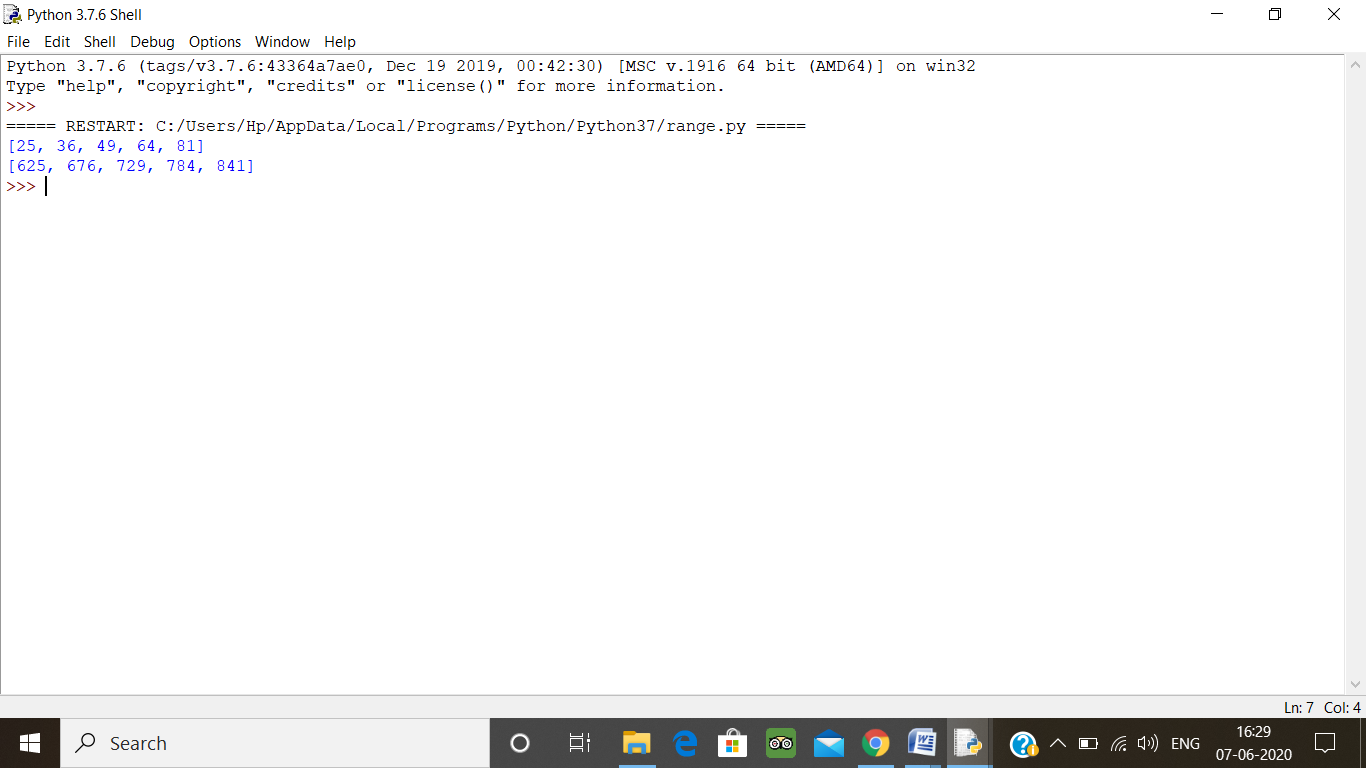 Python 3.7.6 Shell
File Edit Shell Debug Options Window Help
Python 3.7.6 (tags/v3.7.6:43364a7ae0, Dec 19 2019, 00:42:30) [MSC v.1916 64 bit (AMD64)] on win32
Type "help", "copyright", "credits" or "license()" for more information.
>>>
===== RESTART: C:/Users/Hp/AppData/Local/Programs/Python/Python37/range.py =====
[25, 36, 49, 64, 81]
[625, 676, 729, 784, 841]
>>>
Ln: 7 Col: 4
Search
ENG
16:29
07-06-2020